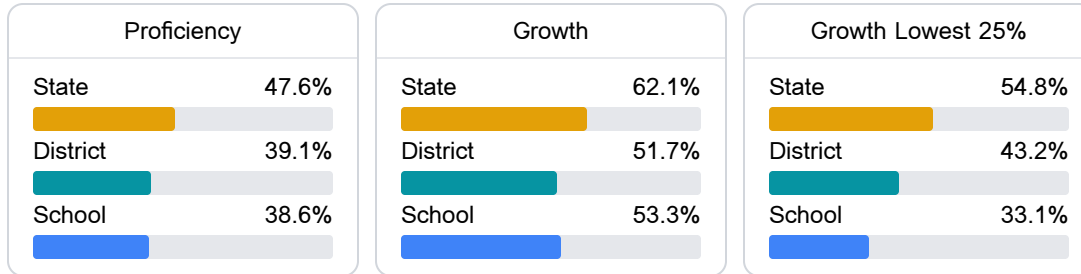 Proficiency
State 47.6%
District 39.1%
School 38.6%
Growth
State 62.1%
District 51.7%
School 53.3%
Growth Lowest 25%
State 54.8%
District 43.2%
School 33.1%